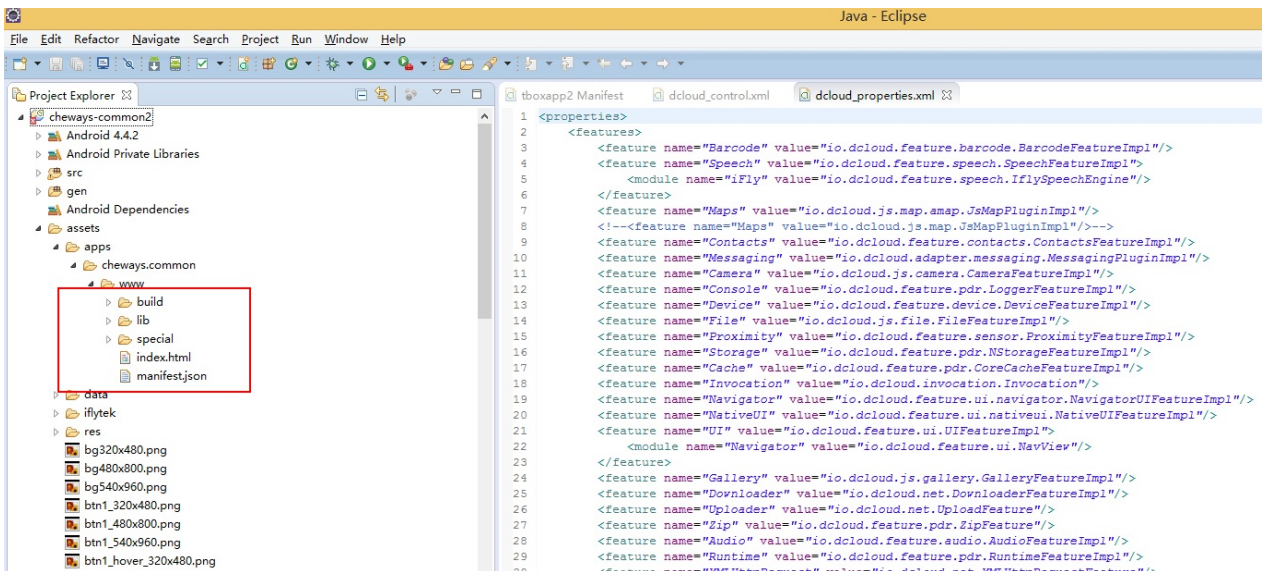 Java - Eclipse
File Edit Refactor Navigate Search Project Run Window Help
Project Explorer
cheways-common2
Android 4.4.2
Android Private Libraries
src
gen
Android Dependencies
assets
apps
cheways.common
www
build
lib
special
index.html
manifest.json
data
iflytek
res
bg320x480.png
bg480x800.png
bg540x960.png
btn1_320x480.png
btn1_480x800.png
btn1_540x960.png
btn1_hover_320x480.png
tboxapp2 Manifest dcloud_control.xml dcloud_properties.xml
1 <properties>
2 <features>
3 <feature name="Barcode" value="io.dcloud.feature.barcode.BarcodeFeatureImpl"/>
4 <feature name="Speech" value="io.dcloud.feature.speech.SpeechFeatureImpl">
5 <module name="iFly" value="io.dcloud.feature.speech.IflySpeechEngine"/>
6 </feature>
7 <feature name="Maps" value="io.dcloud.js.map.amap.JsMapPluginImpl"/>
8 <!--<feature name="Maps" value="io.dcloud.js.map.JsMapPluginImpl"/>-->
9 <feature name="Contacts" value="io.dcloud.feature.contacts.ContactsFeatureImpl"/>
10 <feature name="Messaging" value="io.dcloud.adapter.messaging.MessagingPluginImpl"/>
11 <feature name="Camera" value="io.dcloud.js.camera.CameraFeatureImpl"/>
12 <feature name="Console" value="io.dcloud.feature.pdr.LoggerFeatureImpl"/>
13 <feature name="Device" value="io.dcloud.feature.device.DeviceFeatureImpl"/>
14 <feature name="File" value="io.dcloud.js.file.FileFeatureImpl"/>
15 <feature name="Proximity" value="io.dcloud.feature.sensor.ProximityFeatureImpl"/>
16 <feature name="Storage" value="io.dcloud.feature.pdr.NStorageFeatureImpl"/>
17 <feature name="Cache" value="io.dcloud.feature.pdr.CoreCacheFeatureImpl"/>
18 <feature name="Invocation" value="io.dcloud.invocation.Invocation"/>
19 <feature name="Navigator" value="io.dcloud.feature.ui.navigator.NavigatorUIFeatureImpl"/>
20 <feature name="NativeUI" value="io.dcloud.feature.ui.nativeui.NativeUIFeatureImpl"/>
21 <feature name="UI" value="io.dcloud.feature.ui.UIFeatureImpl">
22 <module name="Navigator" value="io.dcloud.feature.ui.NavView"/>
23 </feature>
24 <feature name="Gallery" value="io.dcloud.js.gallery.GalleryFeatureImpl"/>
25 <feature name="Downloader" value="io.dcloud.net.DownloaderFeatureImpl"/>
26 <feature name="Uploader" value="io.dcloud.net.UploadFeature"/>
27 <feature name="Zip" value="io.dcloud.feature.pdr.ZipFeature"/>
28 <feature name="Audio" value="io.dcloud.feature.audio.AudioFeatureImpl"/>
29 <feature name="Runtime" value="io.dcloud.feature.pdr.RuntimeFeatureImpl"/>